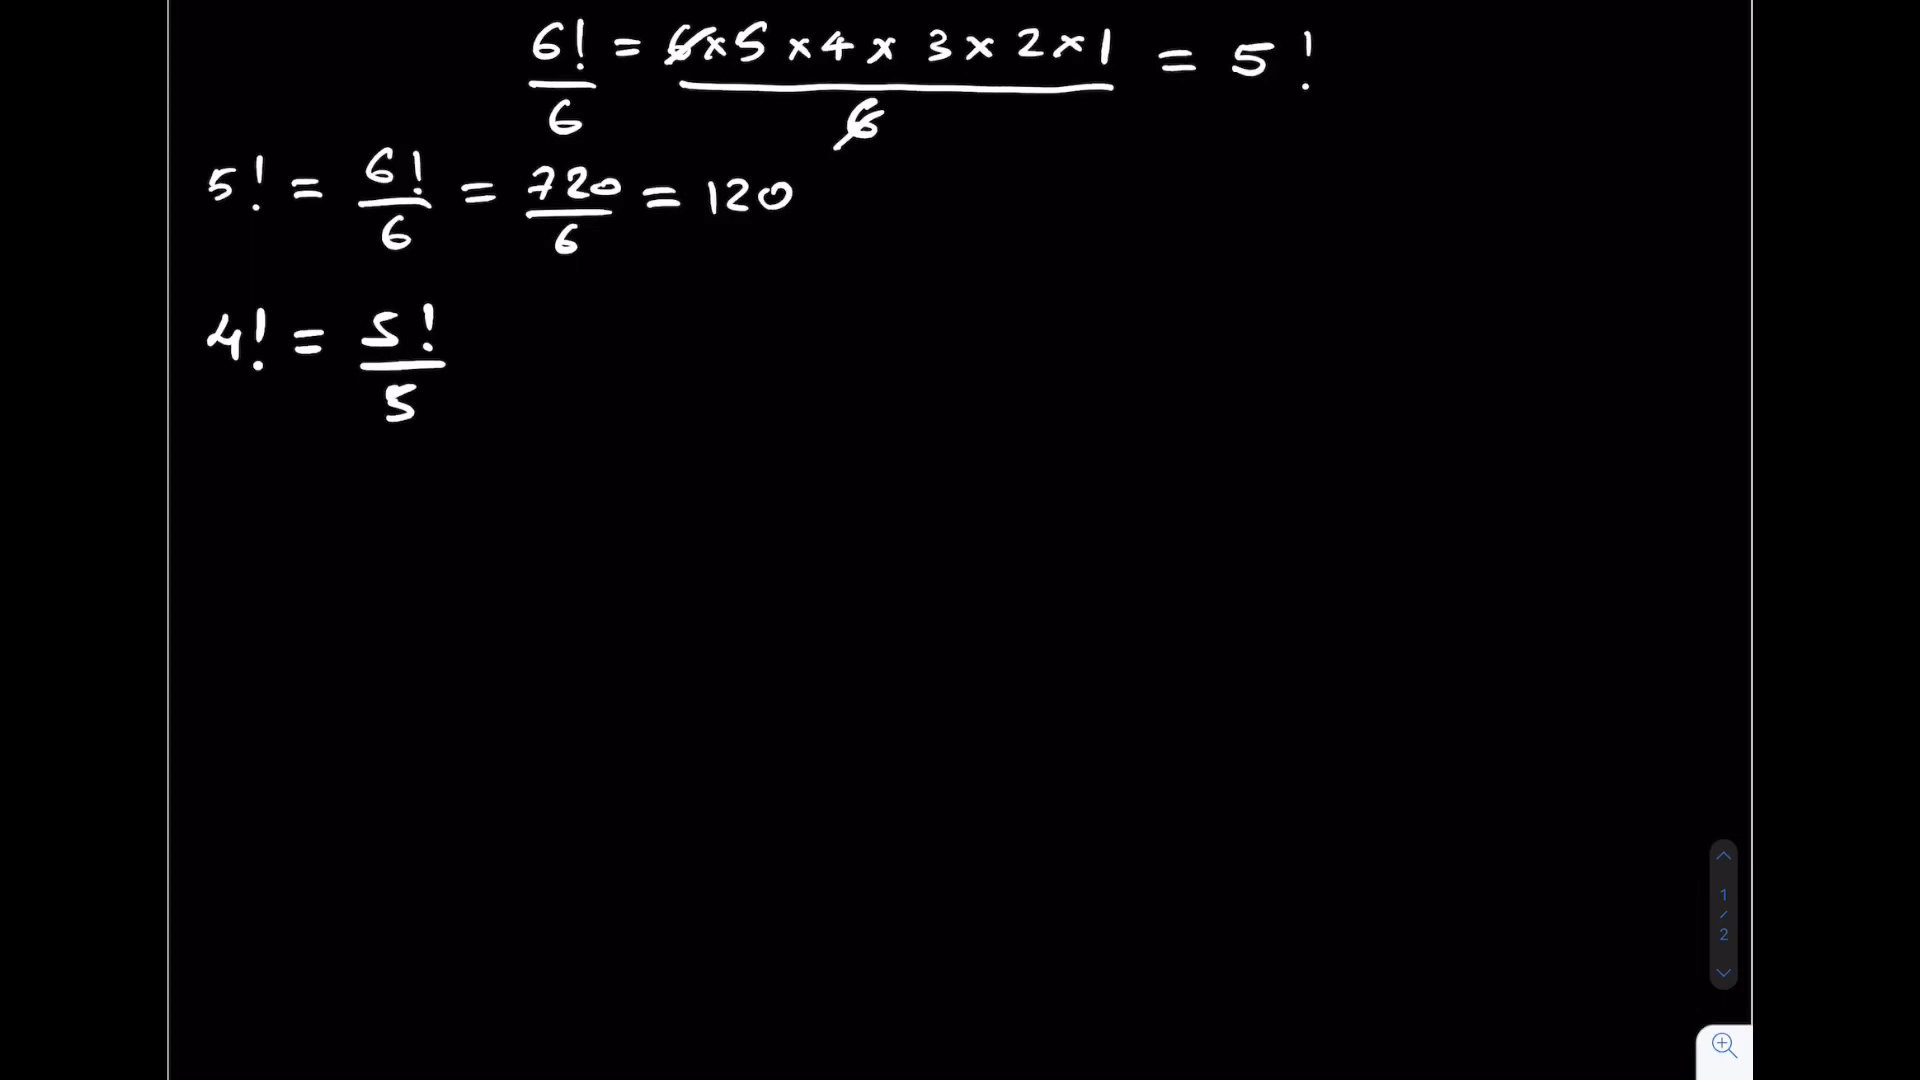 6!/6 = 6×5×4×3×2×1/6 = 5!
5! = 6!/6 = 720/6 = 120
4! = 5!/5
1
/
2